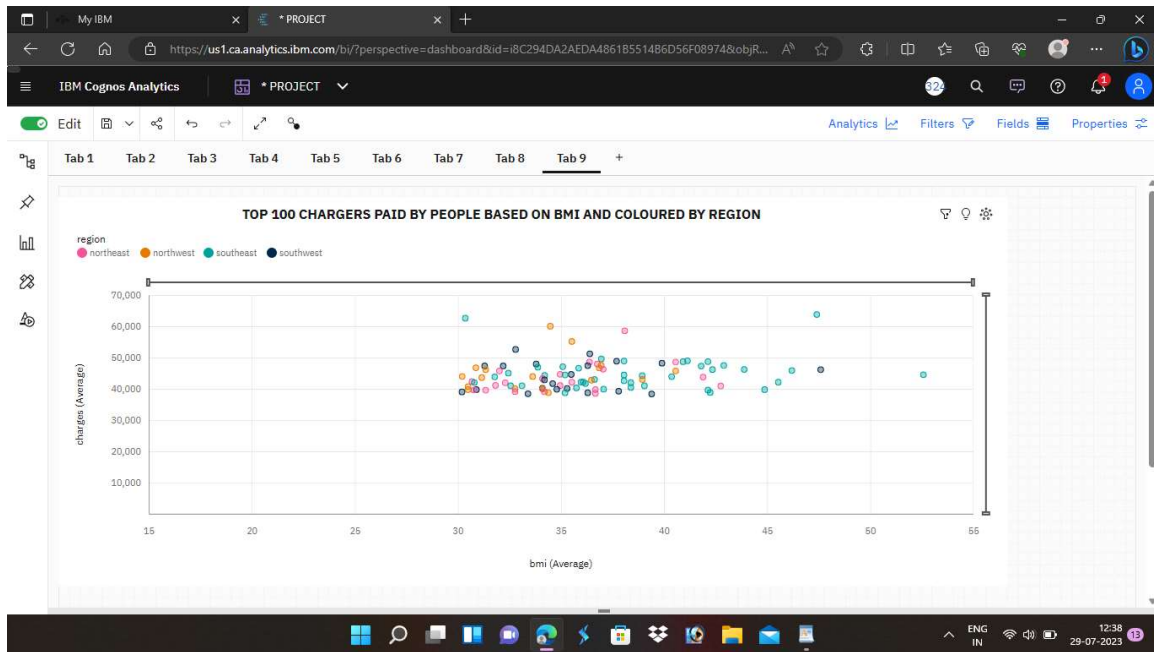 My IBM * PROJECT
https://us1.ca.analytics.ibm.com/bi/?perspective=dashboard&id=i8C294DA2AEDA4861B5514B6D56F08974&objR...
IBM Cognos Analytics * PROJECT 324 1
Edit Analytics Filters Fields Properties
Tab 1 Tab 2 Tab 3 Tab 4 Tab 5 Tab 6 Tab 7 Tab 8 Tab 9 +
TOP 100 CHARGERS PAID BY PEOPLE BASED ON BMI AND COLOURED BY REGION
region
northeast northwest southeast southwest
70,000
60,000
50,000
40,000
30,000
20,000
10,000
charges (Average)
15 20 25 30 35 40 45 50 55
bmi (Average)
ENG 12:38
IN 29-07-2023 13